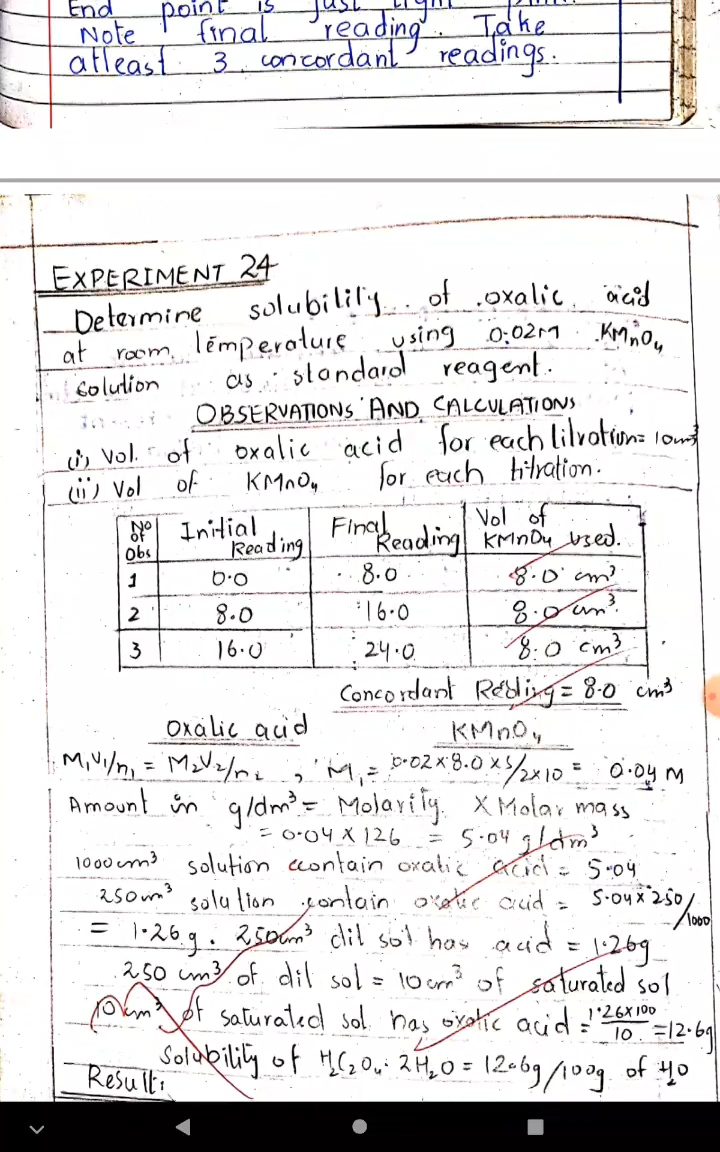 End point is just light
Note final reading. Take
atleast 3 concordant readings.
EXPERIMENT 24
Determine solubility of oxalic acid
at room temperature using 0.02M KMnO4
solution as standard reagent.
OBSERVATIONS AND CALCULATIONS
(i) Vol. of oxalic acid for each titration= 10cm³
(ii) Vol of KMnO4 for each titration.
No of Obs | Initial Reading | Final Reading | Vol of KMnO4 used.
1 | 0.0 | 8.0 | 8.0 cm³
2 | 8.0 | 16.0 | 8.0 cm³.
3 | 16.0 | 24.0 | 8.0 cm³
Concordant Reading = 8.0 cm³
Oxalic acid KMnO4
M1V1/n1 = M2V2/n2 , M1 = 0.02×8.0×5/2×10 = 0.04 M
Amount in g/dm³ = Molarity X Molar mass
= 0.04 X 126 = 5.04 g/dm³
1000cm³ solution contain oxalic acid = 5.04
250cm³ solution contain oxalic acid = 5.04×250/1000
= 1.26g. 250cm³ dil sol has acid = 1.26g
250 cm³ of dil sol = 10cm³ of saturated sol
10cm³ of saturated sol has oxalic acid = 1.26×100/10 = 12.6g
Solubility of H2C2O4.2H2O = 12.6g/100g of H2O
Result: